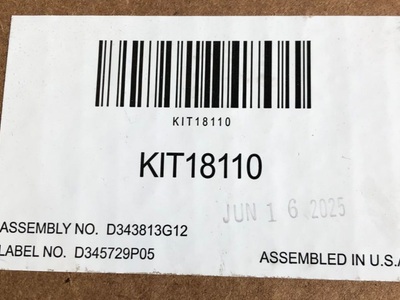 KIT18110
KIT18110
JUN 16 2025
ASSEMBLY NO. D343813G12
LABEL NO. D345729P05
ASSEMBLED IN U.S.A